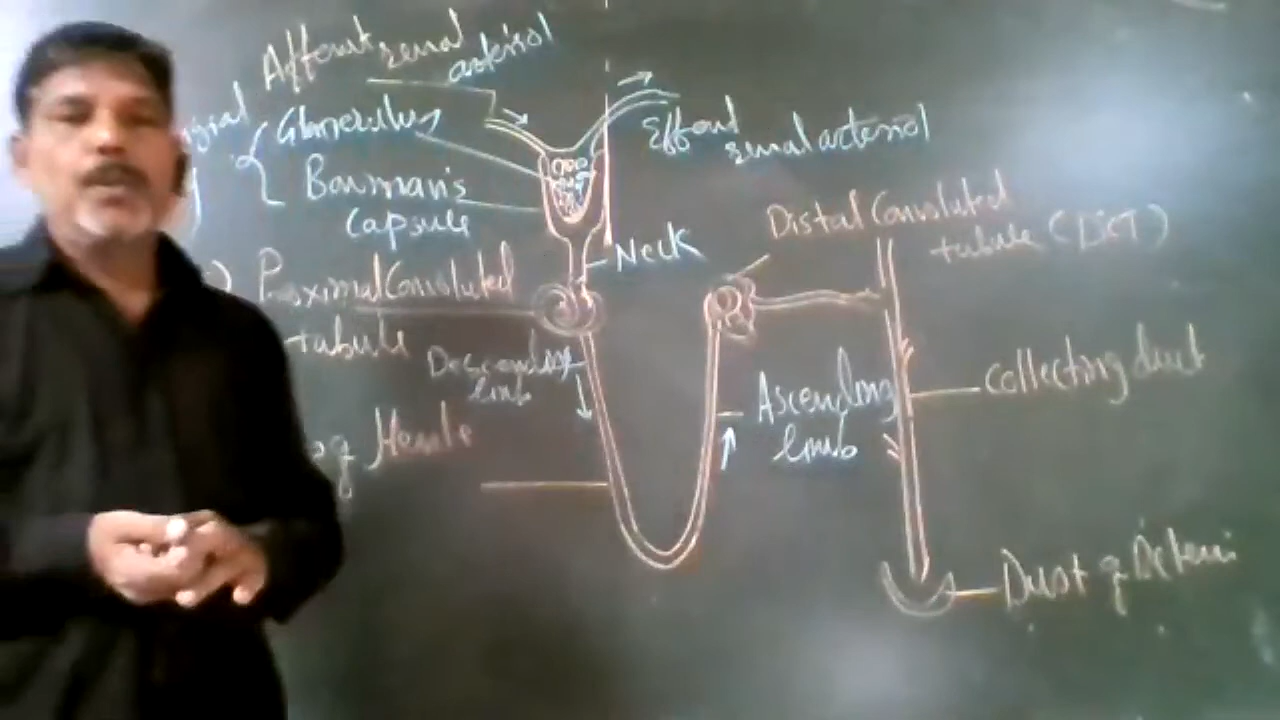 Afferent renal
arteriol
Glomerulus
Bowman's
capsule
Efferent
renal arteriol
Neck
Distal Convoluted
tubule (DCT)
Proximal Convoluted
tubule
Descending
limb
Ascending
limb
Collecting duct
Henle
Duct of